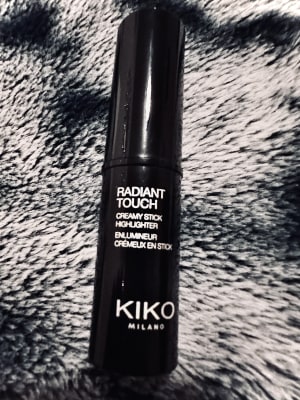 RADIANT
TOUCH
CREAMY STICK
HIGHLIGHTER
ENLUMINEUR
CRÉMEUX EN STICK
KIKO
MILANO